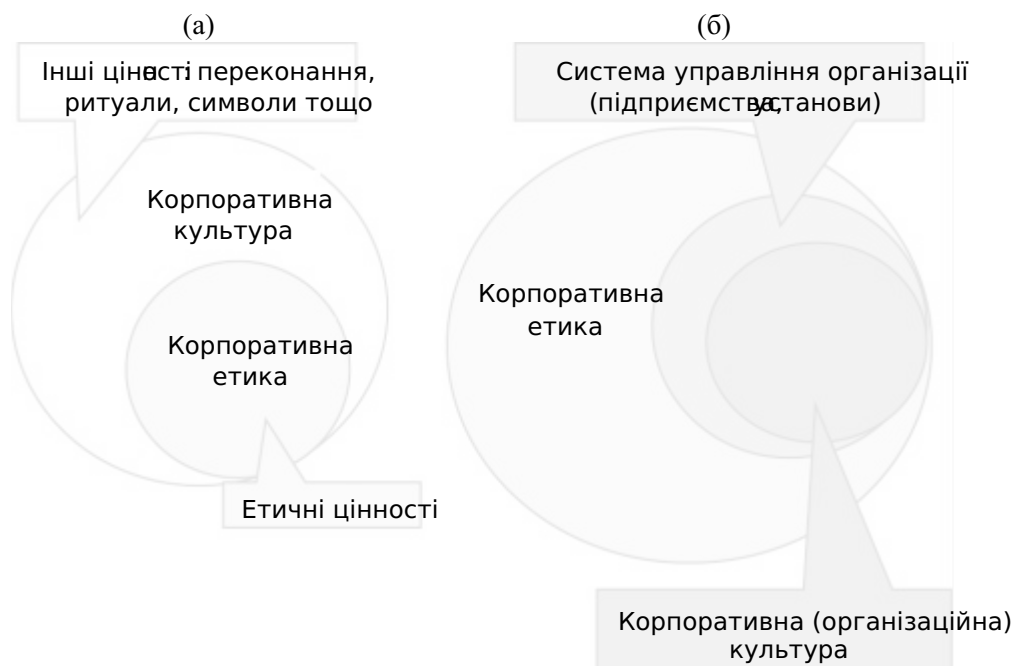 (а)
(б)
Інші цінності: переконання,
ритуали, символи тощо
Система управління організації
(підприємства, установи)
Корпоративна
культура
Корпоративна
етика
Корпоративна
етика
Етичні цінності
Корпоративна (організаційна)
культура